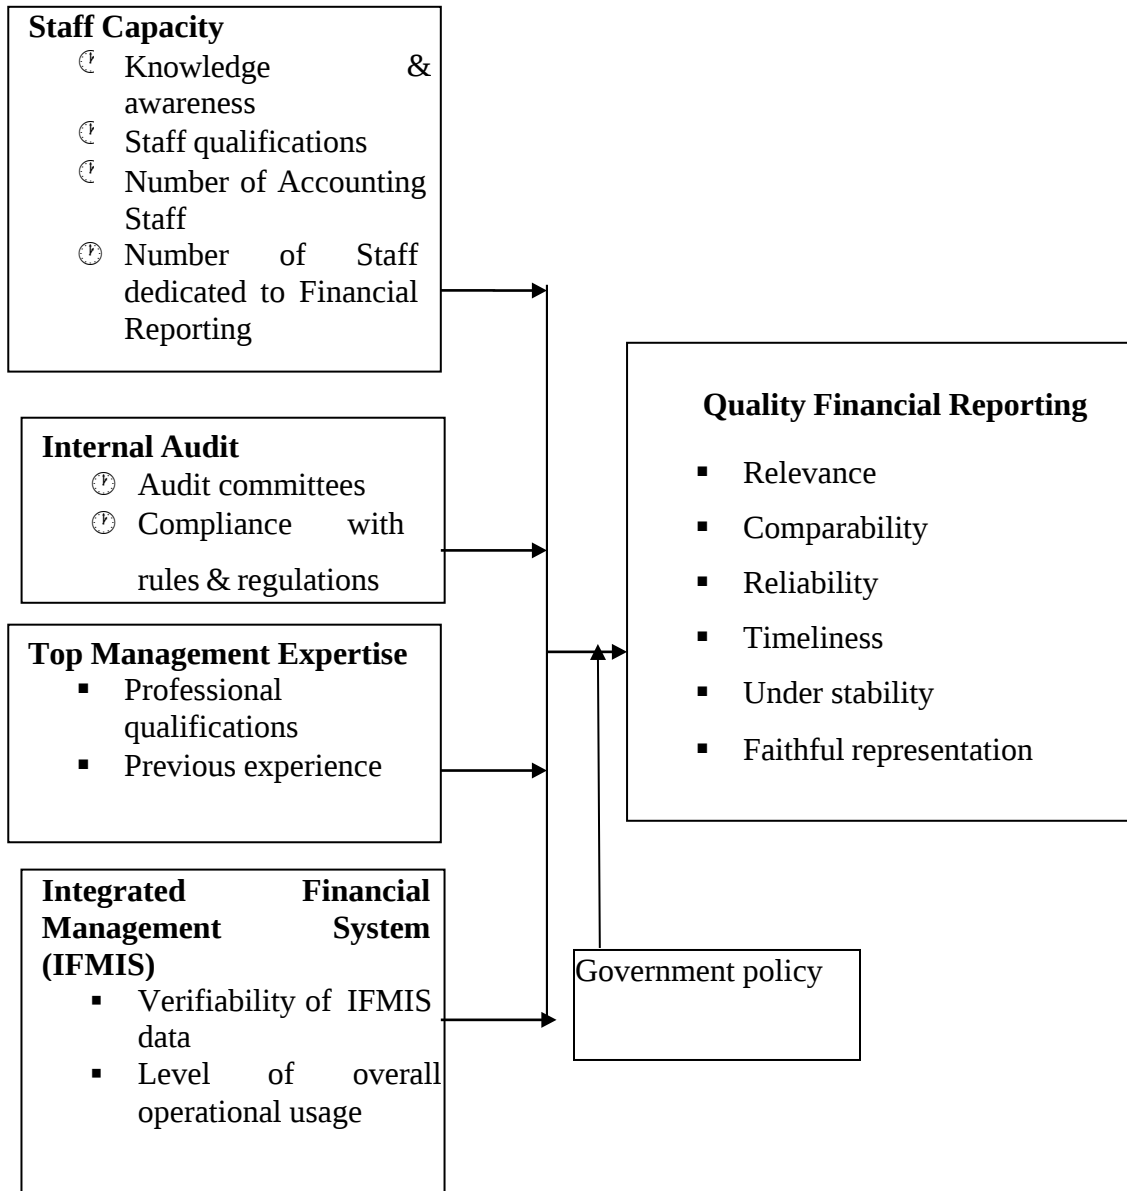 Staff Capacity
Knowledge &
awareness
Staff qualifications
Number of Accounting
Staff
Number of Staff
dedicated to Financial
Reporting
Internal Audit
Audit committees
Compliance with
rules & regulations
Top Management Expertise
Professional
qualifications
Previous experience
Integrated Financial
Management System
(IFMIS)
Verifiability of IFMIS
data
Level of overall
operational usage
Quality Financial Reporting
Relevance
Comparability
Reliability
Timeliness
Under stability
Faithful representation
Government policy